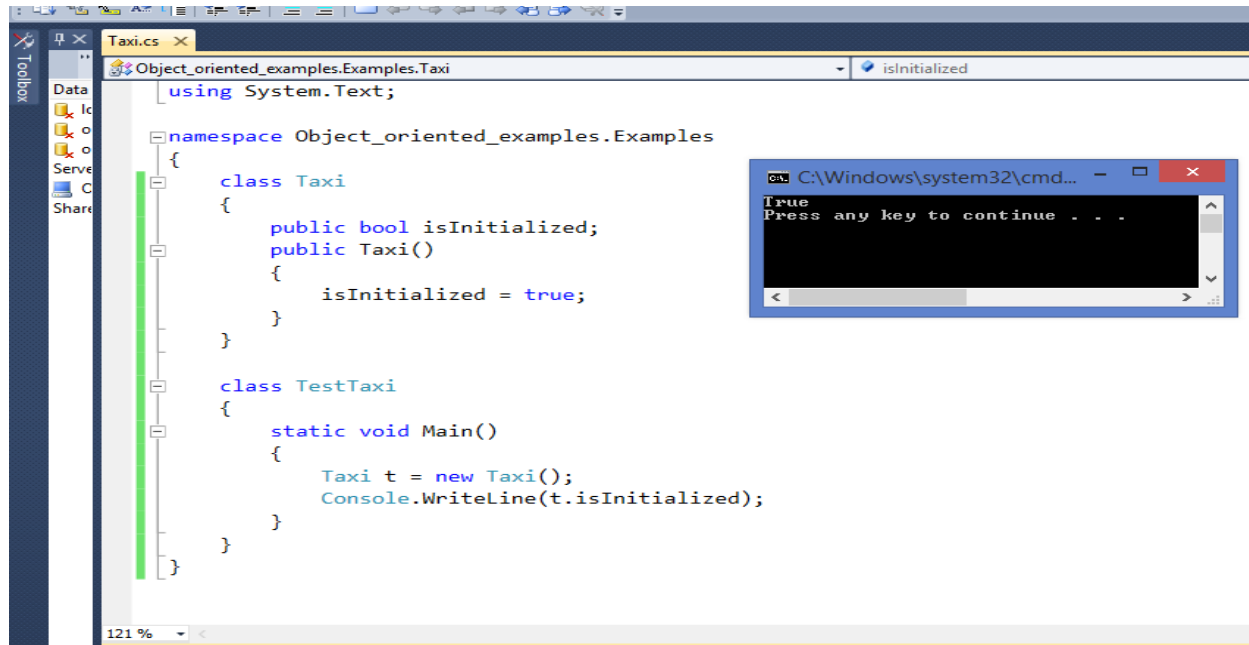 Toolbox
Data
Ic
o
o
Serve
C
Share
Taxi.cs
Object_oriented_examples.Examples.Taxi
isInitialized
using System.Text;
namespace Object_oriented_examples.Examples
{
class Taxi
{
public bool isInitialized;
public Taxi()
{
isInitialized = true;
}
}
class TestTaxi
{
static void Main()
{
Taxi t = new Taxi();
Console.WriteLine(t.isInitialized);
}
}
}
C:\Windows\system32\cmd...
True
Press any key to continue . . .
121 %